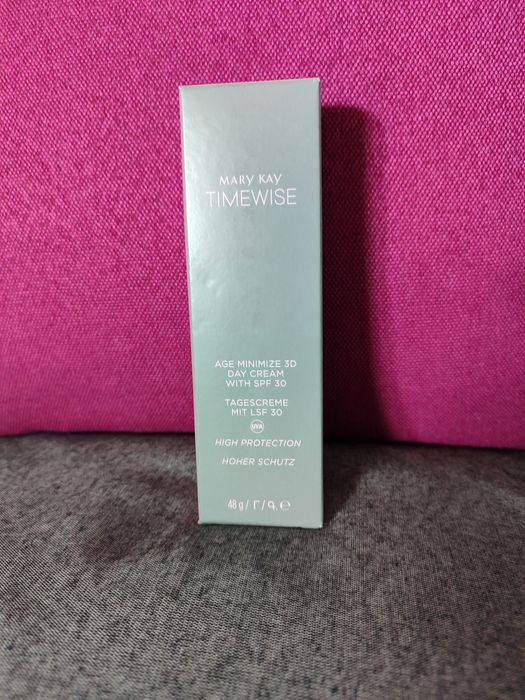 MARY KAY
TIMEWISE
AGE MINIMIZE 3D
DAY CREAM
WITH SPF 30
TAGESCREME
MIT LSF 30
UVA
HIGH PROTECTION
HOHER SCHUTZ
48 g / Г / Գ. ℮